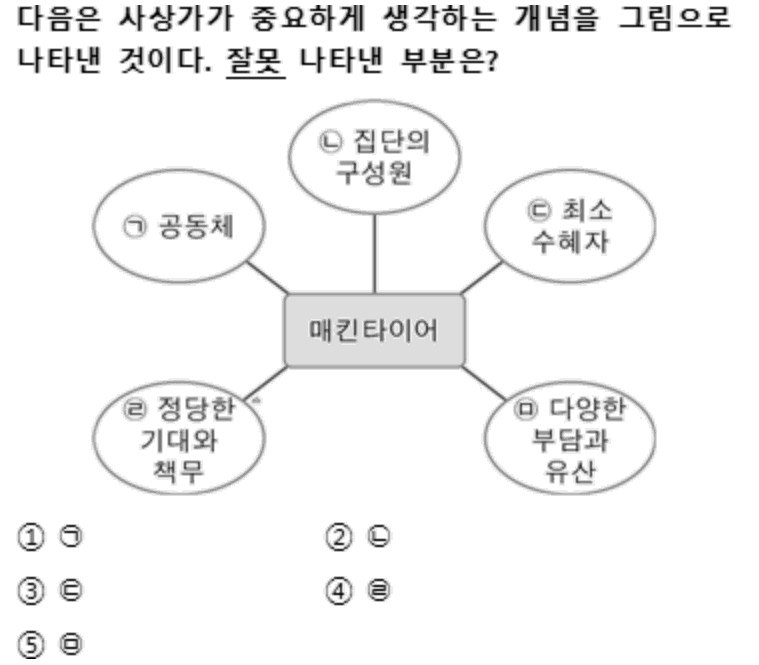 다음은 사상가가 중요하게 생각하는 개념을 그림으로
나타낸 것이다. 잘못 나타낸 부분은?
㉡ 집단의
구성원
㉠ 공동체
㉢ 최소
수혜자
매킨타이어
㉣ 정당한
기대와
책무
㉤ 다양한
부담과
유산
① ㉠
② ㉡
③ ㉢
④ ㉣
⑤ ㉤